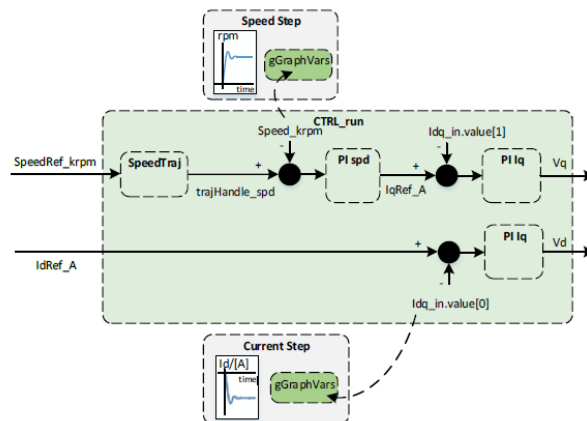 Speed Step
rpm
gGraphVars
time
CTRL_run
Speed_krpm
-
Idq_in.value[1]
-
SpeedRef_krpm
SpeedTraj
+
PI spd
+
PI Iq
Vq
trajHandle_spd
IqRef_A
PI Iq
Vd
+
IdRef_A
-
Idq_in.value[0]
Current Step
Id/[A]
time
gGraphVars